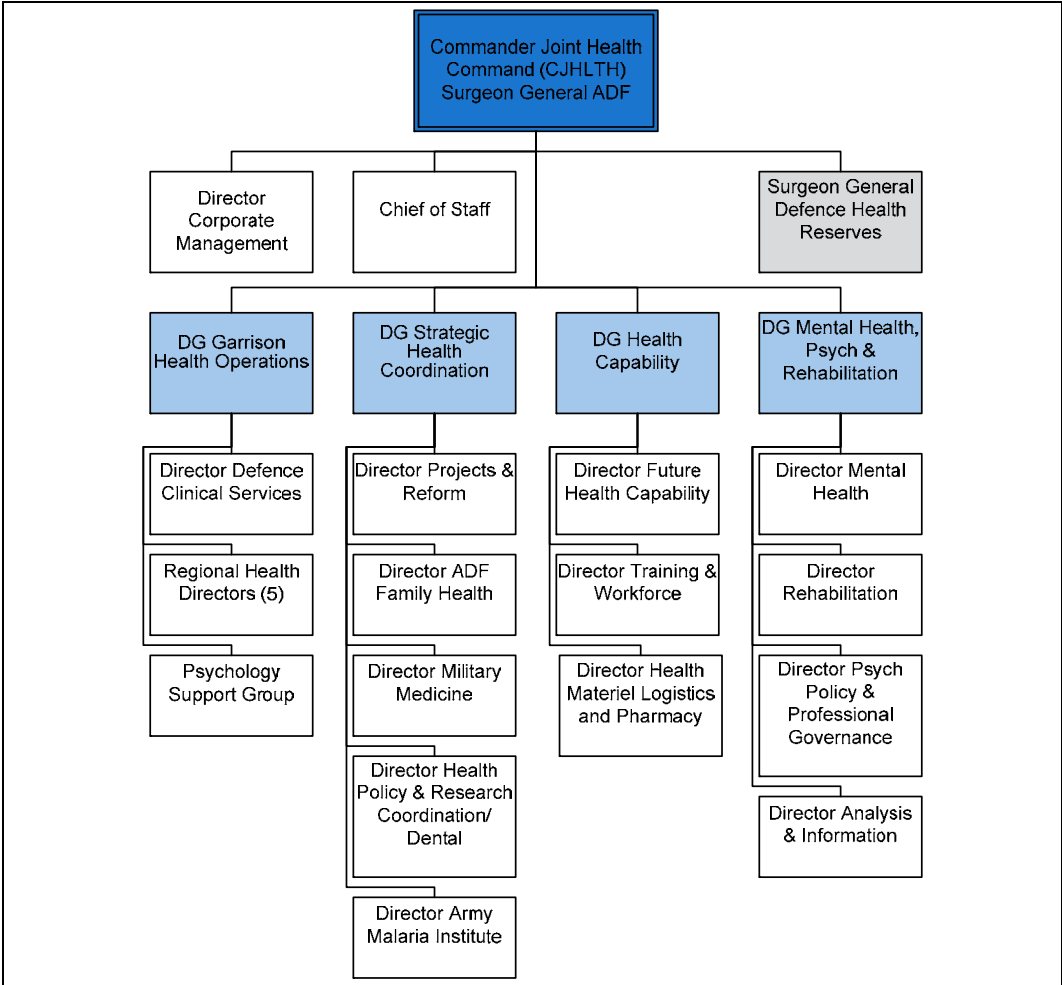 Commander Joint Health
Command (CJHLTH)
Surgeon General ADF
Director
Corporate
Management
Chief of Staff
Surgeon General
Defence Health
Reserves
DG Garrison
Health Operations
DG Strategic
Health
Coordination
DG Health
Capability
DG Mental Health,
Psych &
Rehabilitation
Director Defence
Clinical Services
Regional Health
Directors (5)
Psychology
Support Group
Director Projects &
Reform
Director ADF
Family Health
Director Military
Medicine
Director Health
Policy & Research
Coordination/
Dental
Director Army
Malaria Institute
Director Future
Health Capability
Director Training &
Workforce
Director Health
Materiel Logistics
and Pharmacy
Director Mental
Health
Director
Rehabilitation
Director Psych
Policy &
Professional
Governance
Director Analysis
& Information